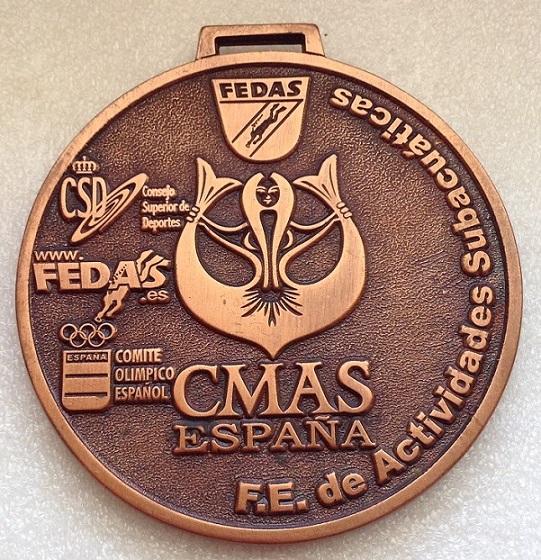 FEDAS
CSD
Consejo
Superior de
Deportes
www.
FEDAS
.es
ESPAÑA
COMITE
OLIMPICO
ESPAÑOL
CMAS
ESPAÑA
F.E. de Actividades Subacuáticas